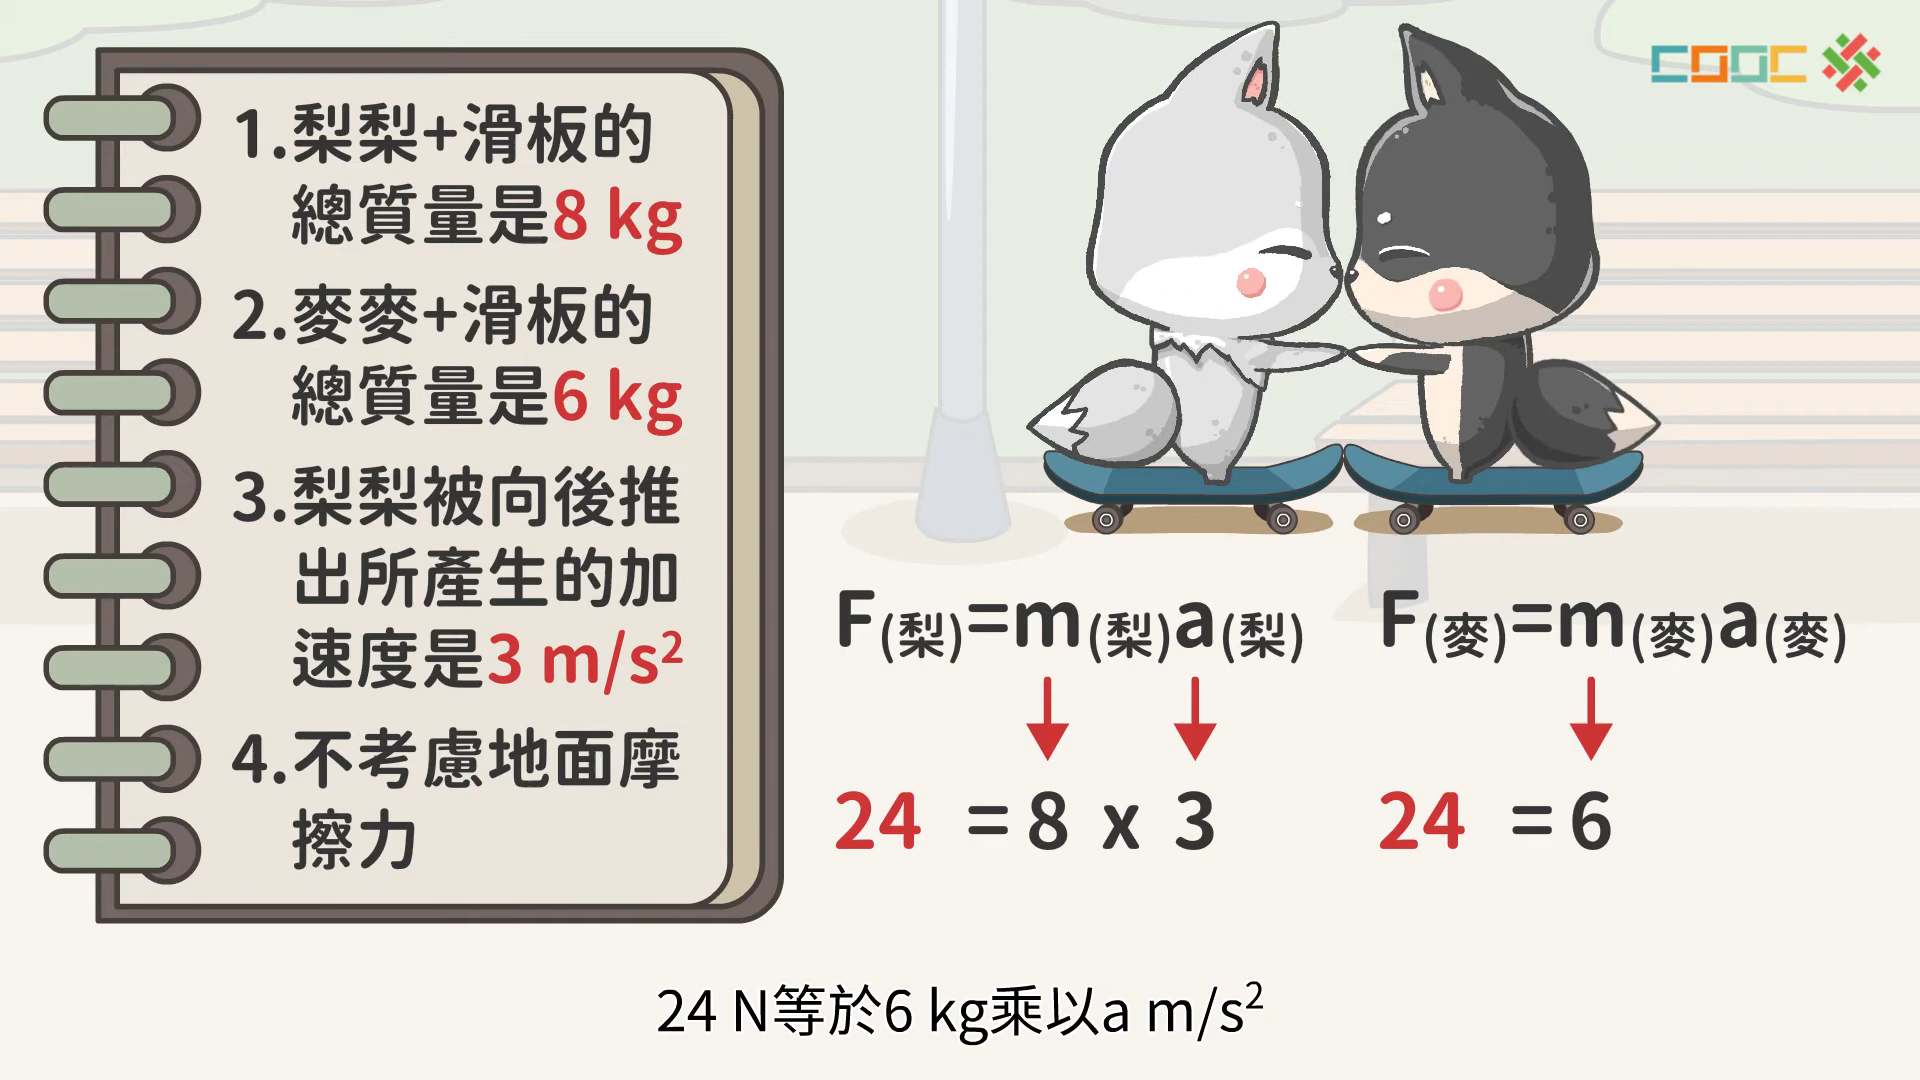 COOC
1.梨梨+滑板的
總質量是8 kg
2.麥麥+滑板的
總質量是6 kg
3.梨梨被向後推
出所產生的加
速度是3 m/s²
4.不考慮地面摩
擦力
F(梨)=m(梨)a(梨)
F(麥)=m(麥)a(麥)
24 = 8 x 3
24 = 6
24 N等於6 kg乘以a m/s²